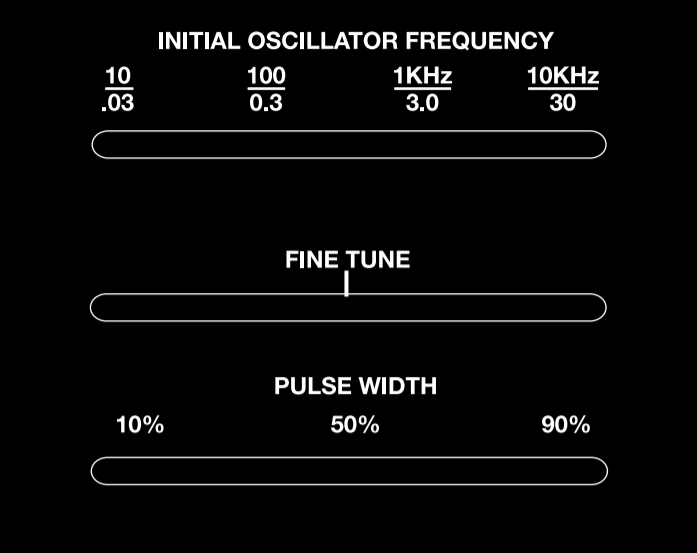 INITIAL OSCILLATOR FREQUENCY
10 100 1KHz 10KHz
.03 0.3 3.0 30
FINE TUNE
PULSE WIDTH
10% 50% 90%